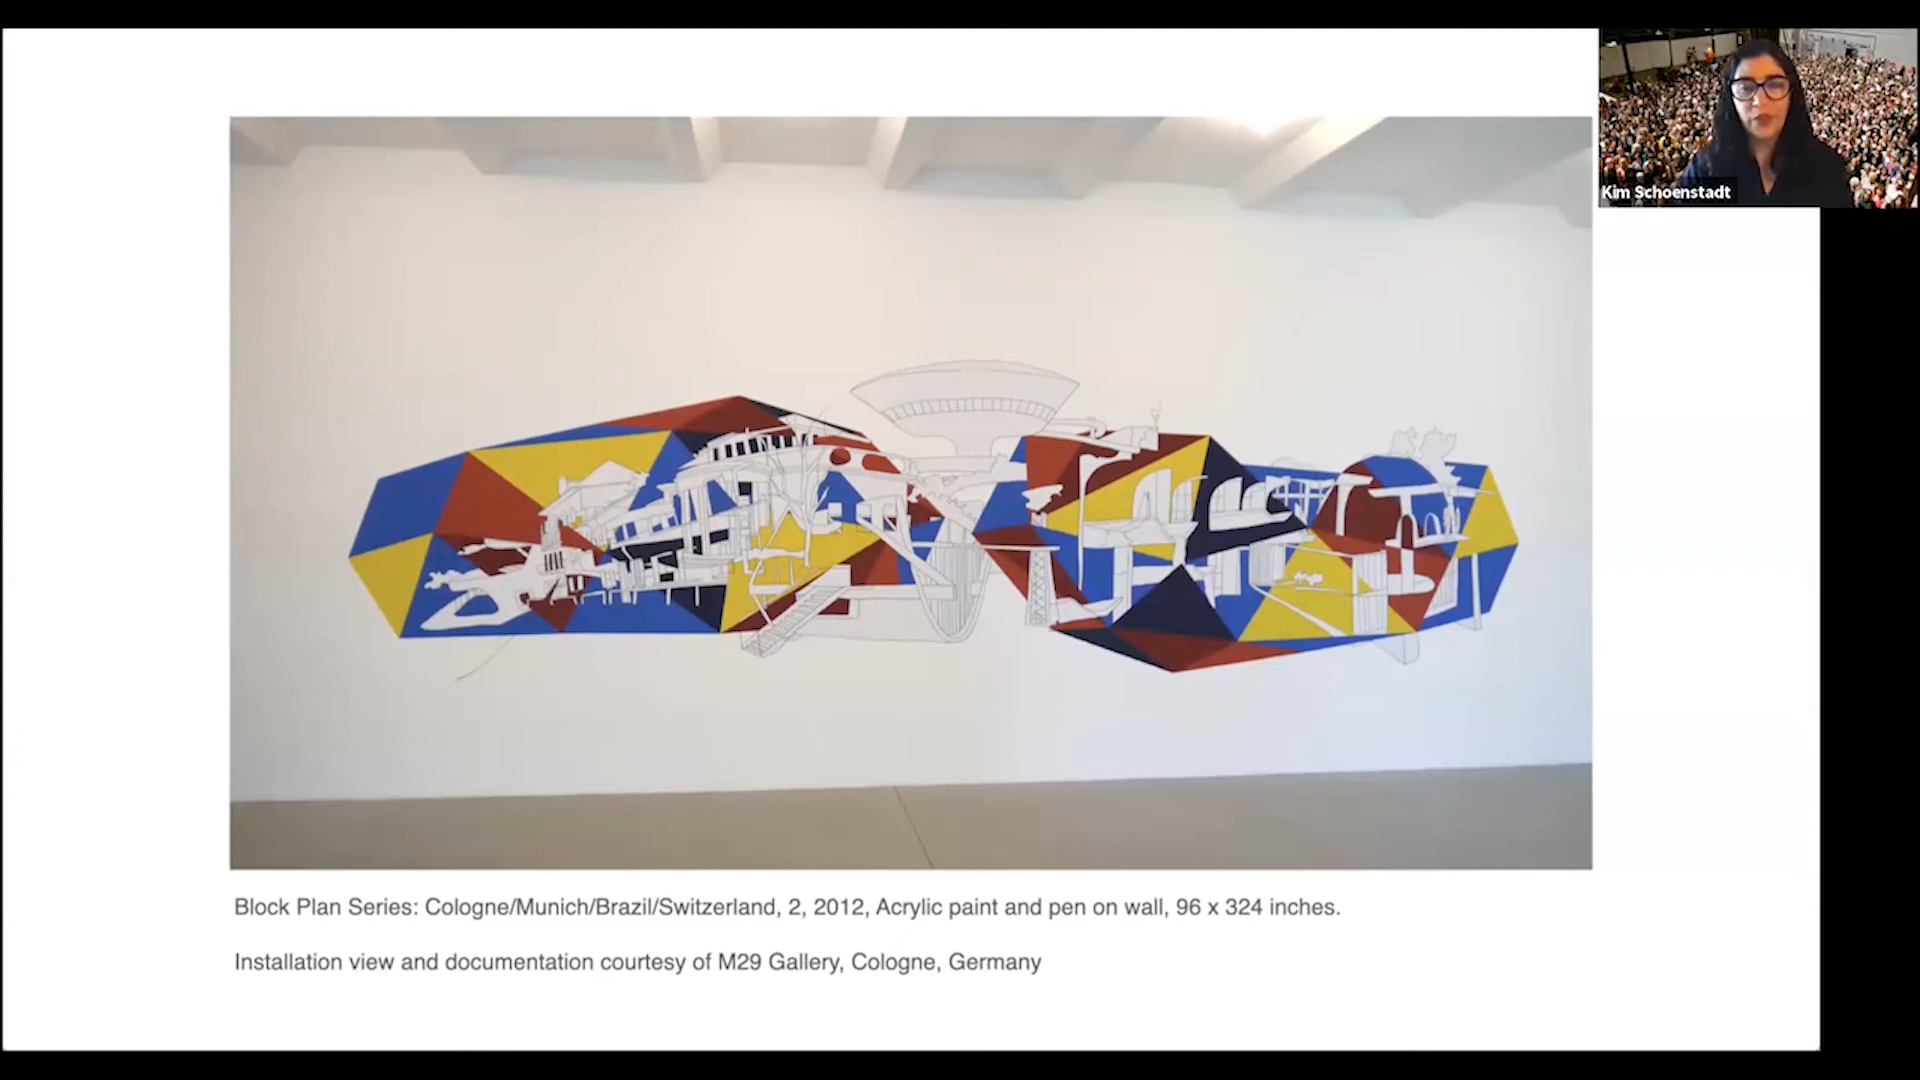 Kim Schoenstadt
Block Plan Series: Cologne/Munich/Brazil/Switzerland, 2, 2012, Acrylic paint and pen on wall, 96 x 324 inches.
Installation view and documentation courtesy of M29 Gallery, Cologne, Germany